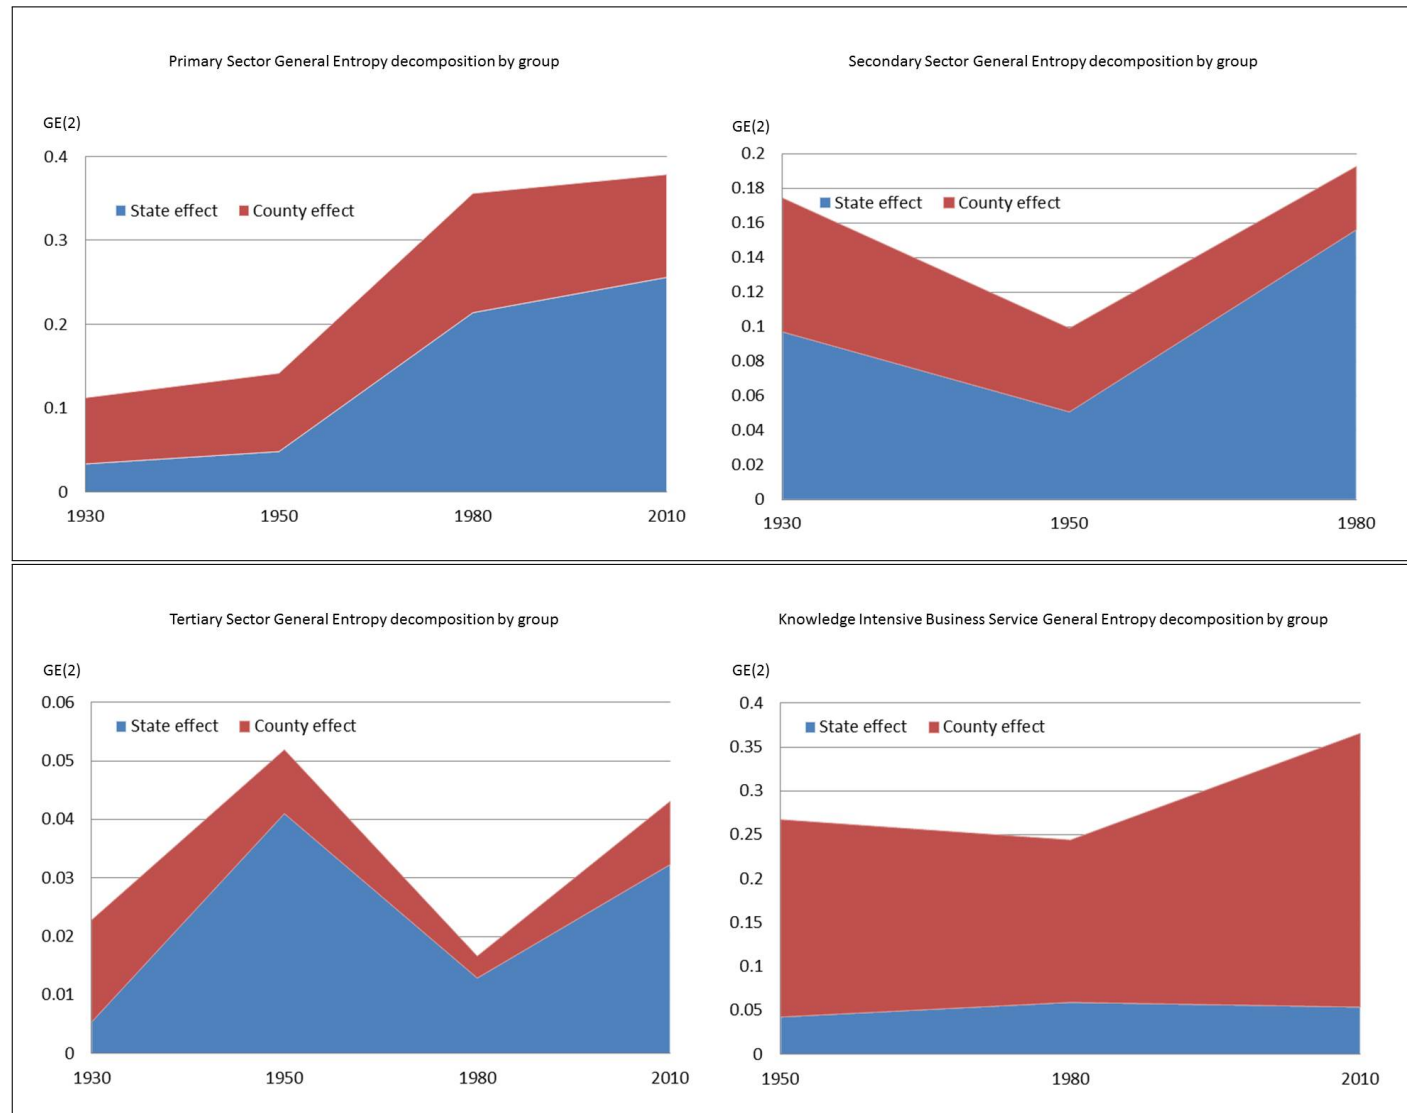 Primary Sector General Entropy decomposition by group
GE(2)
0.4
0.3
0.2
0.1
0
State effect County effect
1930 1950 1980 2010
Secondary Sector General Entropy decomposition by group
GE(2)
0.2
0.18
0.16
0.14
0.12
0.1
0.08
0.06
0.04
0.02
0
State effect County effect
1930 1950 1980
Tertiary Sector General Entropy decomposition by group
GE(2)
0.06
0.05
0.04
0.03
0.02
0.01
0
State effect County effect
1930 1950 1980 2010
Knowledge Intensive Business Service General Entropy decomposition by group
GE(2)
0.4
0.35
0.3
0.25
0.2
0.15
0.1
0.05
0
State effect County effect
1950 1980 2010